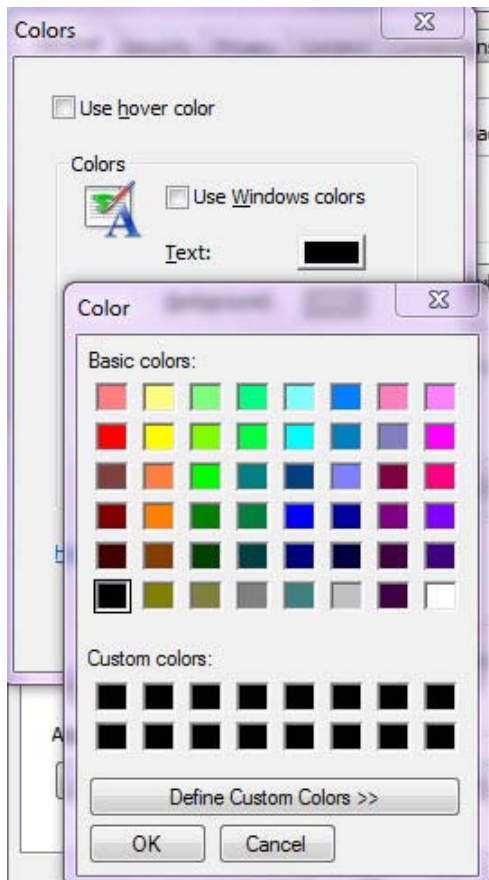 Colors
Use hover color
Colors
Use Windows colors
Text:
Color
Basic colors:
Custom colors:
Define Custom Colors >>
OK
Cancel